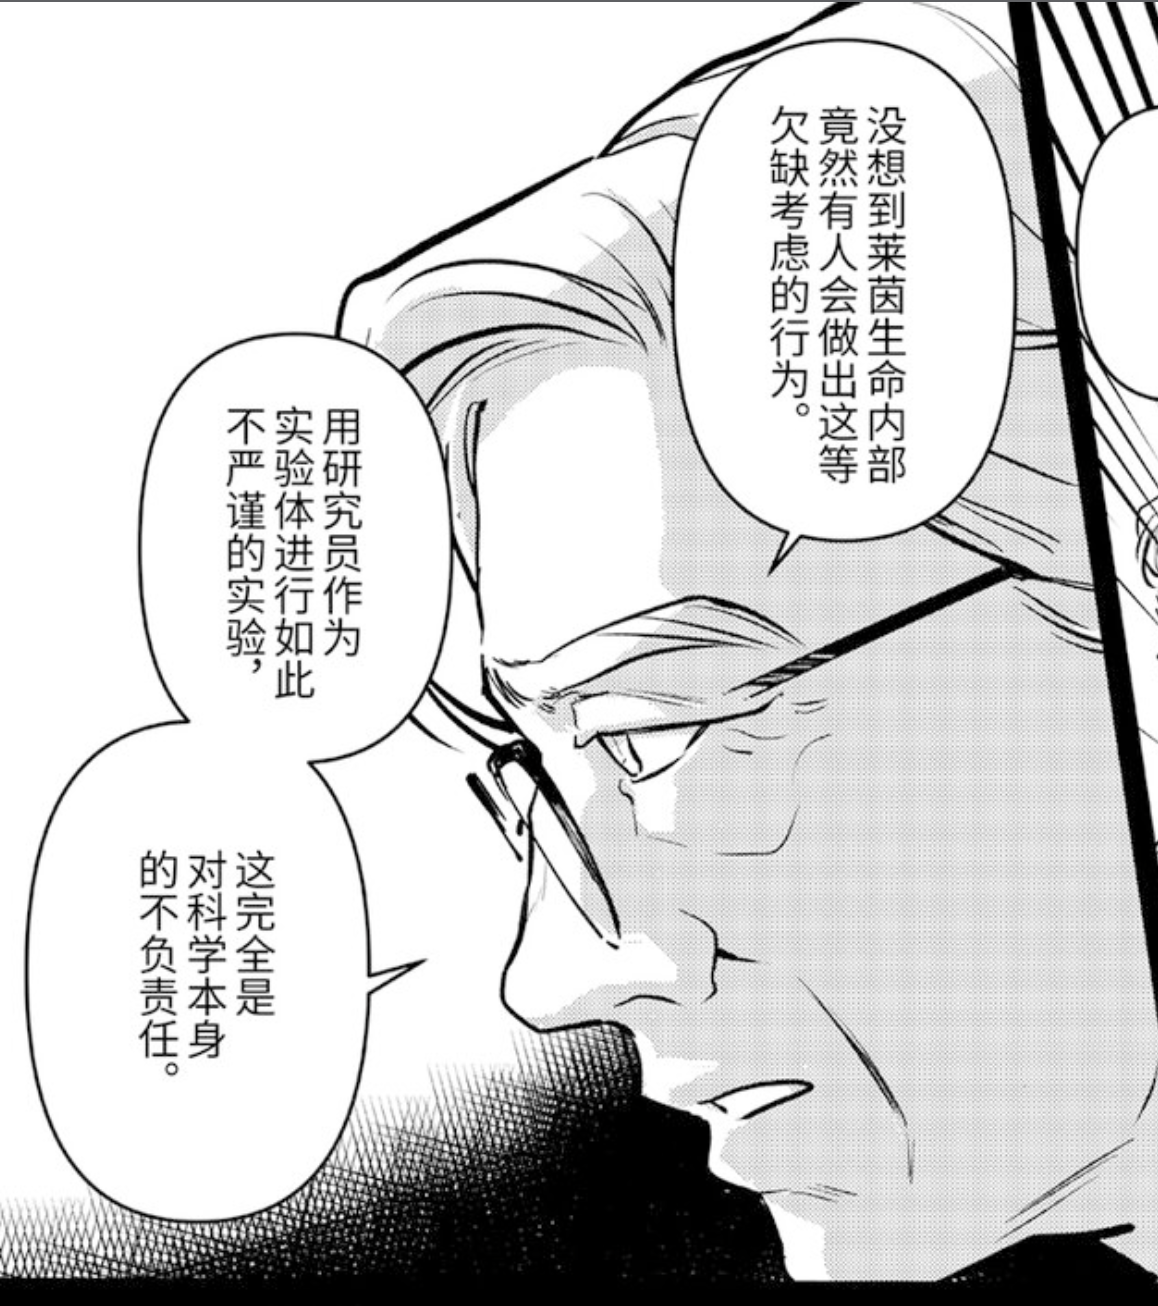 没想到莱茵生命内部
竟然有人会做出这等
欠缺考虑的行为。
用研究员作为
实验体进行如此
不严谨的实验，
这完全是
对科学本身
的不负责任。